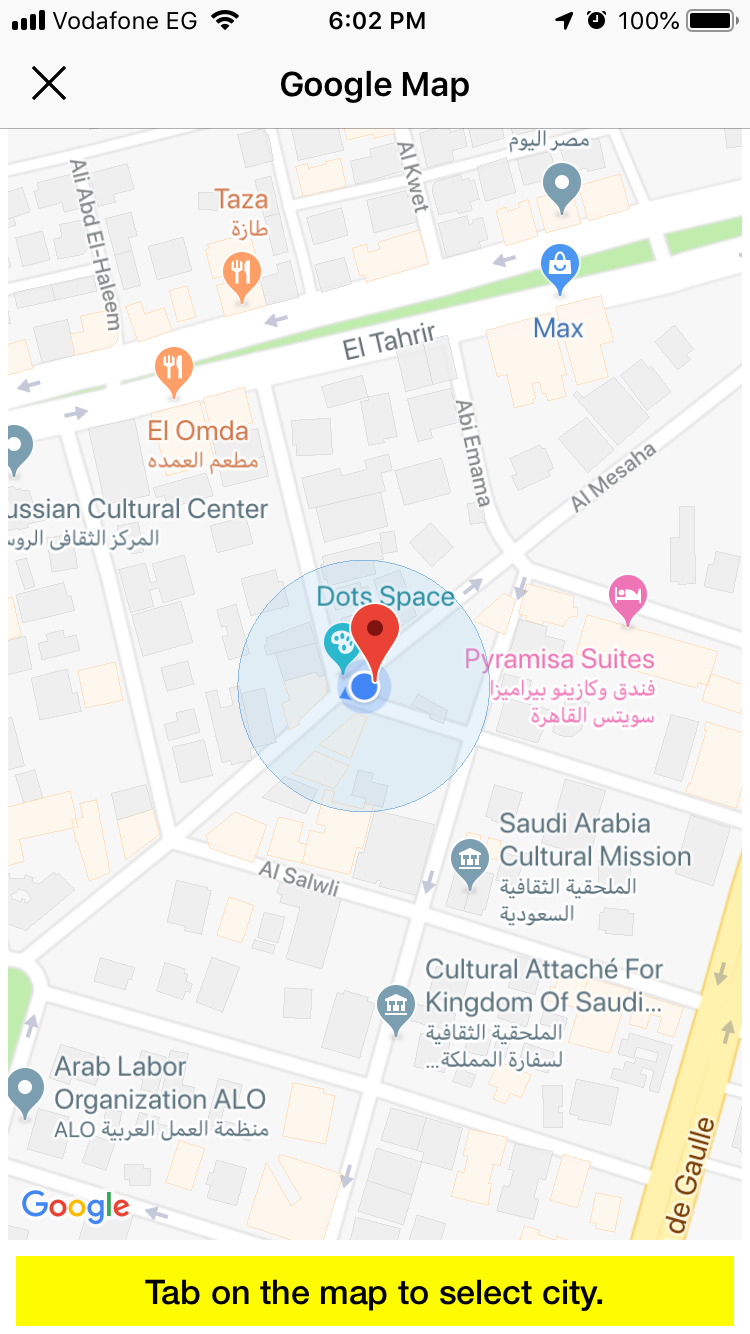 Vodafone EG
6:02 PM
100%
Google Map
مصر اليوم
Al Kwet
Ali Abd El-Haleem
Taza
طازة
Max
El Tahrir
El Omda
مطعم العمده
Abi Emama
Al Mesaha
ussian Cultural Center
المركز الثقافى الروس
Dots Space
Pyramisa Suites
فندق وكازينو بيراميزا
سويتس القاهرة
Saudi Arabia
Cultural Mission
الملحقية الثقافية
السعودية
Al Salwli
Cultural Attaché For
Kingdom Of Saudi...
الملحقية الثقافية
لسفارة المملكة...
Arab Labor
Organization ALO
منظمة العمل العربية ALO
de Gaulle
Google
Tab on the map to select city.